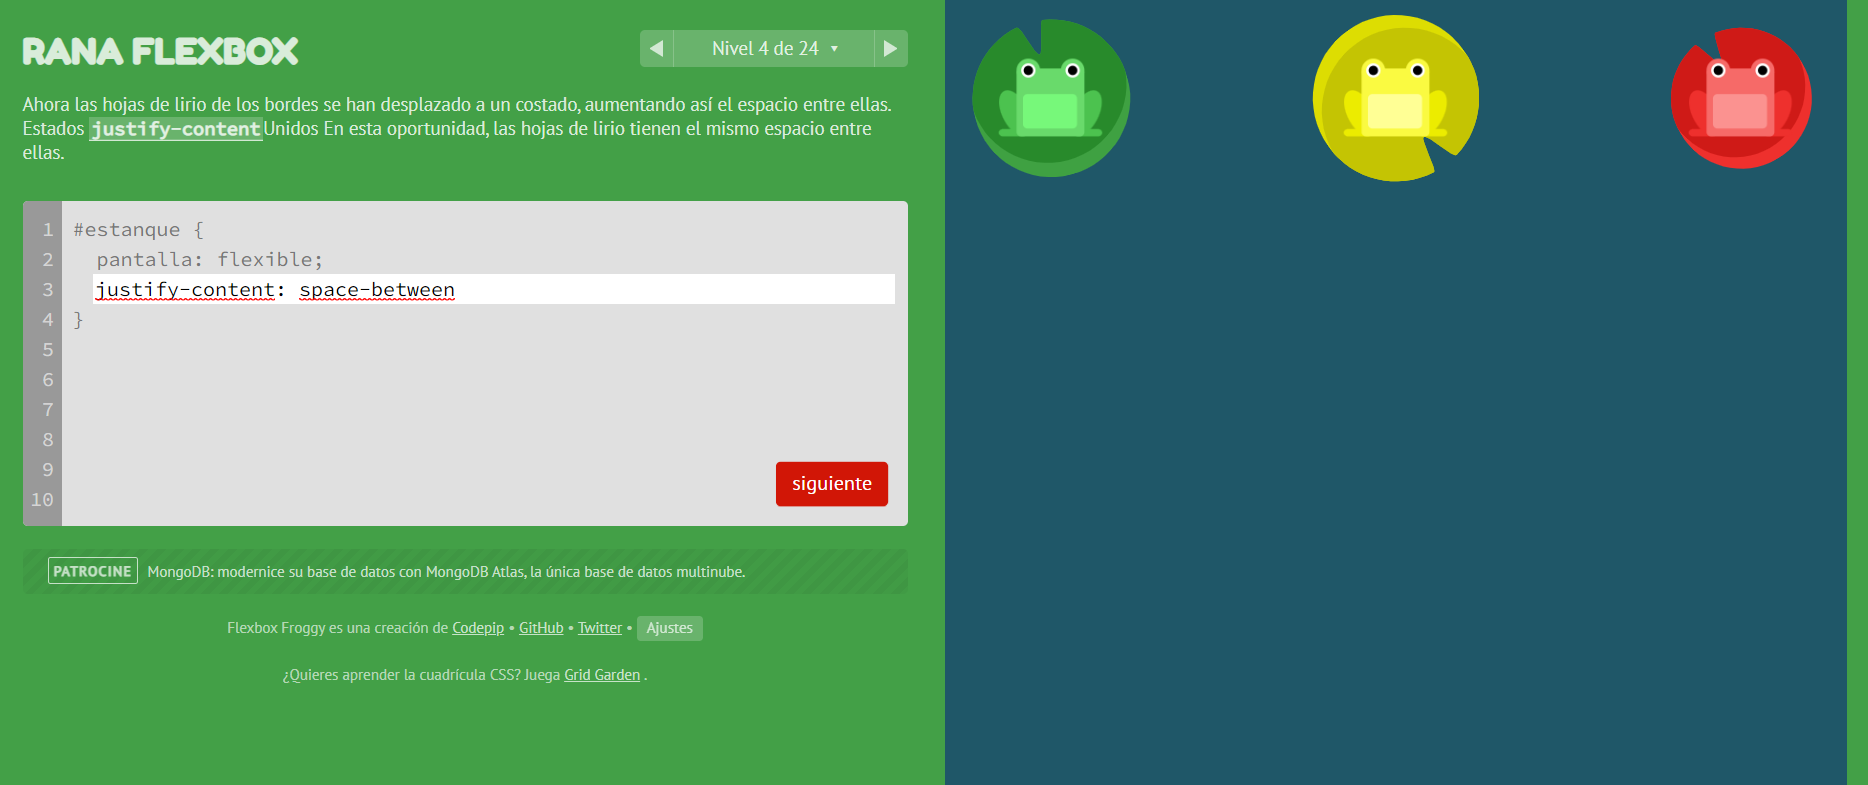 RANA FLEXBOX
Nivel 4 de 24 ▼
Ahora las hojas de lirio de los bordes se han desplazado a un costado, aumentando así el espacio entre ellas.
Estados justify-content Unidos En esta oportunidad, las hojas de lirio tienen el mismo espacio entre
ellas.
1 #estanque {
2 pantalla: flexible;
3 justify-content: space-between
4 }
5
6
7
8
9
10
siguiente
PATROCINE MongoDB: modernice su base de datos con MongoDB Atlas, la única base de datos multinube.
Flexbox Froggy es una creación de Codepip • GitHub • Twitter • Ajustes
¿Quieres aprender la cuadrícula CSS? Juega Grid Garden .